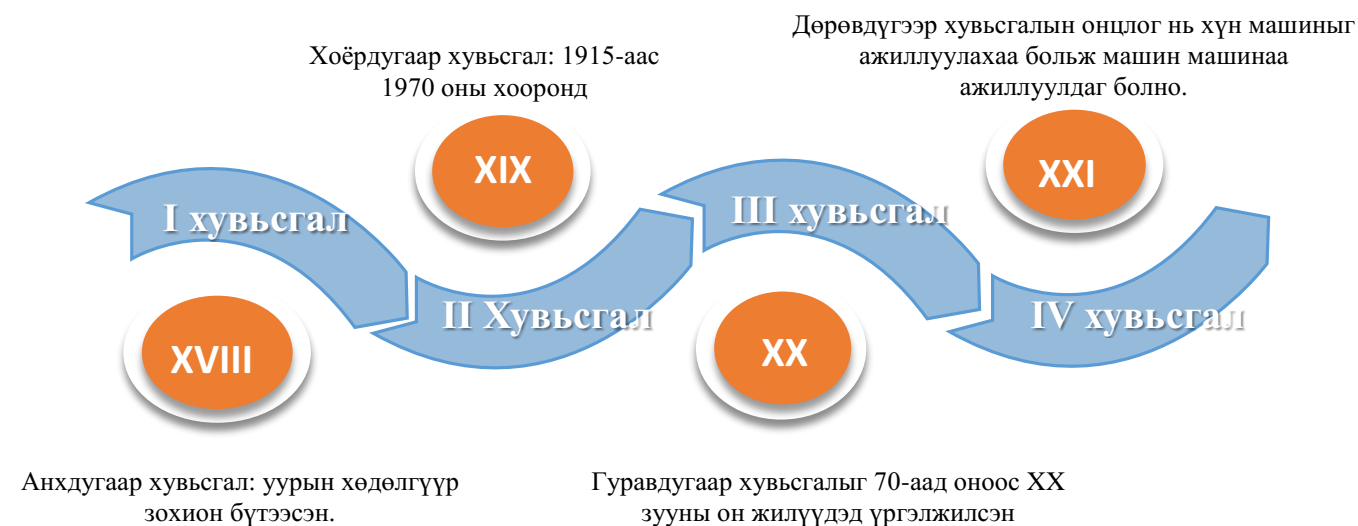 Хоёрдугаар хувьсгал: 1915-аас
1970 оны хооронд
Дөрөвдүгээр хувьсгалын онцлог нь хүн машиныг
ажиллуулахаа больж машин машинаа
ажиллуулдаг болно.
XIX
XXI
I хувьсгал
III хувьсгал
II Хувьсгал
IV хувьсгал
XVIII
XX
Анхдугаар хувьсгал: уурын хөдөлгүүр
зохион бүтээсэн.
Гуравдугаар хувьсгалыг 70-аад оноос XX
зууны он жилүүдэд үргэлжилсэн